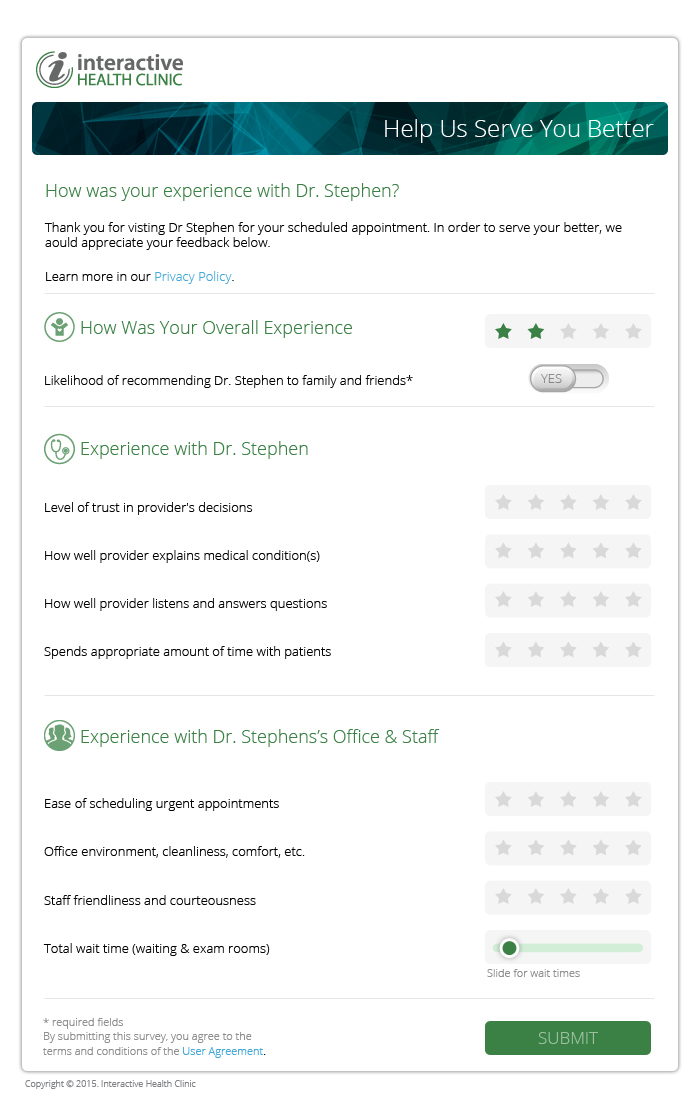 interactive
HEALTH CLINIC
Help Us Serve You Better
How was your experience with Dr. Stephen?
Thank you for visting Dr Stephen for your scheduled appointment. In order to serve your better, we
aould appreciate your feedback below.
Learn more in our Privacy Policy.
How Was Your Overall Experience
Likelihood of recommending Dr. Stephen to family and friends*
YES
Experience with Dr. Stephen
Level of trust in provider's decisions
How well provider explains medical condition(s)
How well provider listens and answers questions
Spends appropriate amount of time with patients
Experience with Dr. Stephens's Office & Staff
Ease of scheduling urgent appointments
Office environment, cleanliness, comfort, etc.
Staff friendliness and courteousness
Total wait time (waiting & exam rooms)
Slide for wait times
* required fields
By submitting this survey, you agree to the
terms and conditions of the User Agreement.
SUBMIT
Copyright © 2015. Interactive Health Clinic